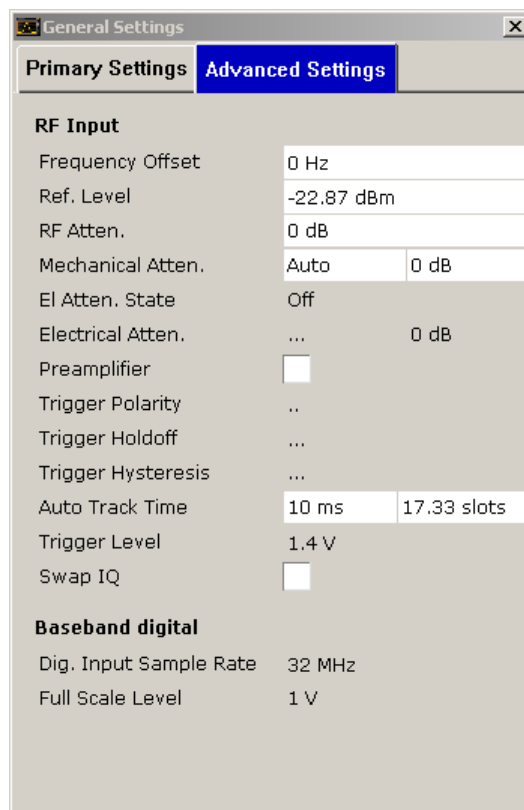 General Settings
Primary Settings Advanced Settings
RF Input
Frequency Offset 0 Hz
Ref. Level -22.87 dBm
RF Atten. 0 dB
Mechanical Atten. Auto 0 dB
El Atten. State Off
Electrical Atten. ... 0 dB
Preamplifier
Trigger Polarity ..
Trigger Holdoff ...
Trigger Hysteresis ...
Auto Track Time 10 ms 17.33 slots
Trigger Level 1.4 V
Swap IQ
Baseband digital
Dig. Input Sample Rate 32 MHz
Full Scale Level 1 V